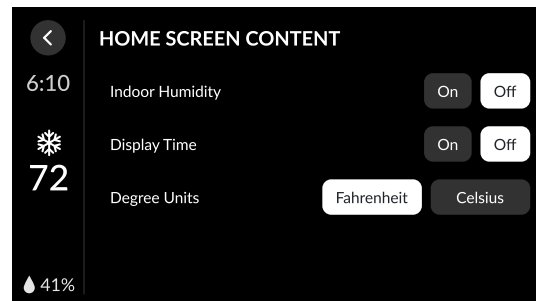 HOME SCREEN CONTENT
6:10
Indoor Humidity On Off
Display Time On Off
72
Degree Units Fahrenheit Celsius
41%